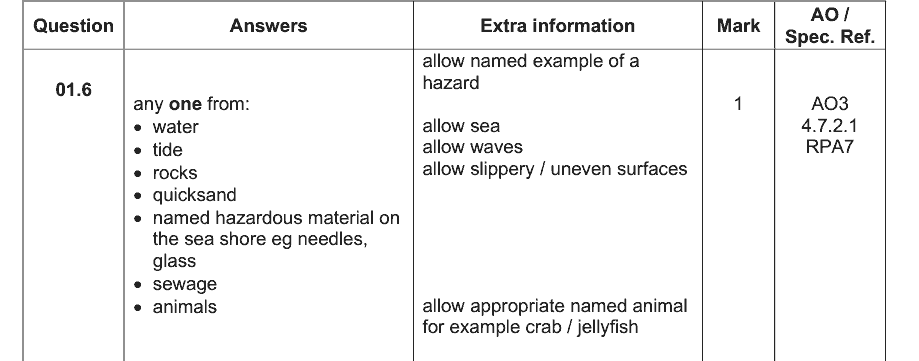 Question Answers Extra information Mark AO /
Spec. Ref.
01.6
allow named example of a
hazard
any one from: 1 AO3
• water allow sea 4.7.2.1
• tide allow waves RPA7
• rocks allow slippery / uneven surfaces
• quicksand
• named hazardous material on
the sea shore eg needles,
glass
• sewage
• animals allow appropriate named animal
for example crab / jellyfish